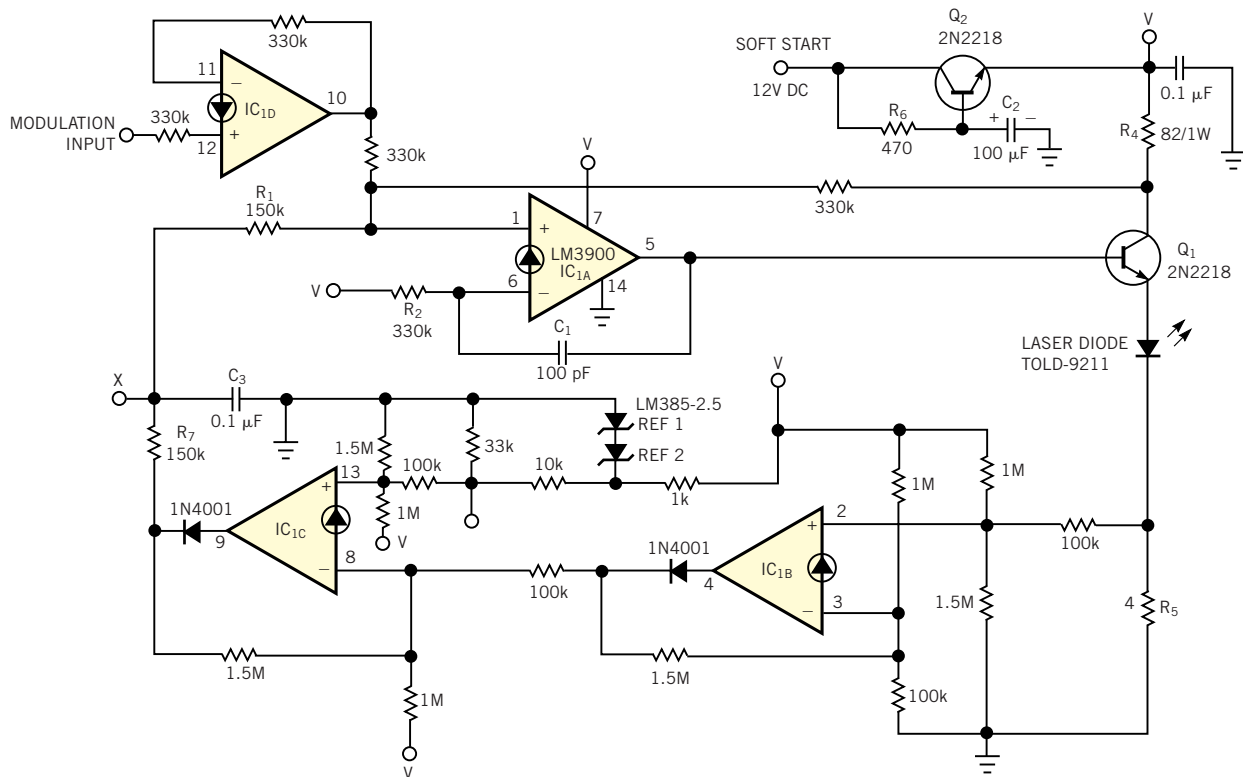 330k
11
−
IC1D
10
330k
+
12
MODULATION
INPUT
330k
SOFT START
12V DC
Q2
2N2218
V
0.1 µF
R6
470
+
C2
−
100 µF
R4
82/1W
R1
150k
V
330k
1
+
7
LM3900
IC1A
5
6
−
14
V
R2
330k
C1
100 pF
Q1
2N2218
LASER DIODE
TOLD-9211
X
C3
0.1 µF
R7
150k
1.5M
33k
LM385-2.5
REF 1
REF 2
V
13
+
100k
10k
1k
1M
1M
1N4001
9
IC1C
1M
V
8
−
2
+
100k
1N4001
4
IC1B
3
−
1.5M
4
R5
100k
1.5M
1.5M
1M
100k
V